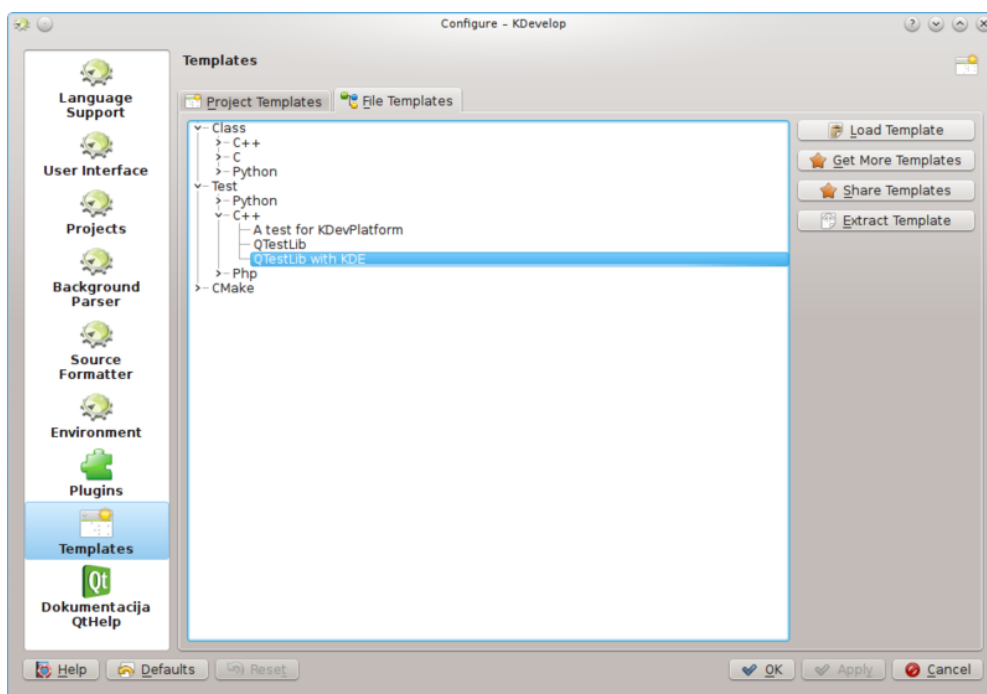 Configure – KDevelop
Language
Support
User Interface
Projects
Background
Parser
Source
Formatter
Environment
Plugins
Templates
Dokumentacija
QtHelp
Templates
Project Templates
File Templates
Class
C++
C
Python
Test
Python
C++
A test for KDevPlatform
QTestLib
QTestLib with KDE
Php
CMake
Load Template
Get More Templates
Share Templates
Extract Template
Help
Defaults
Reset
OK
Apply
Cancel